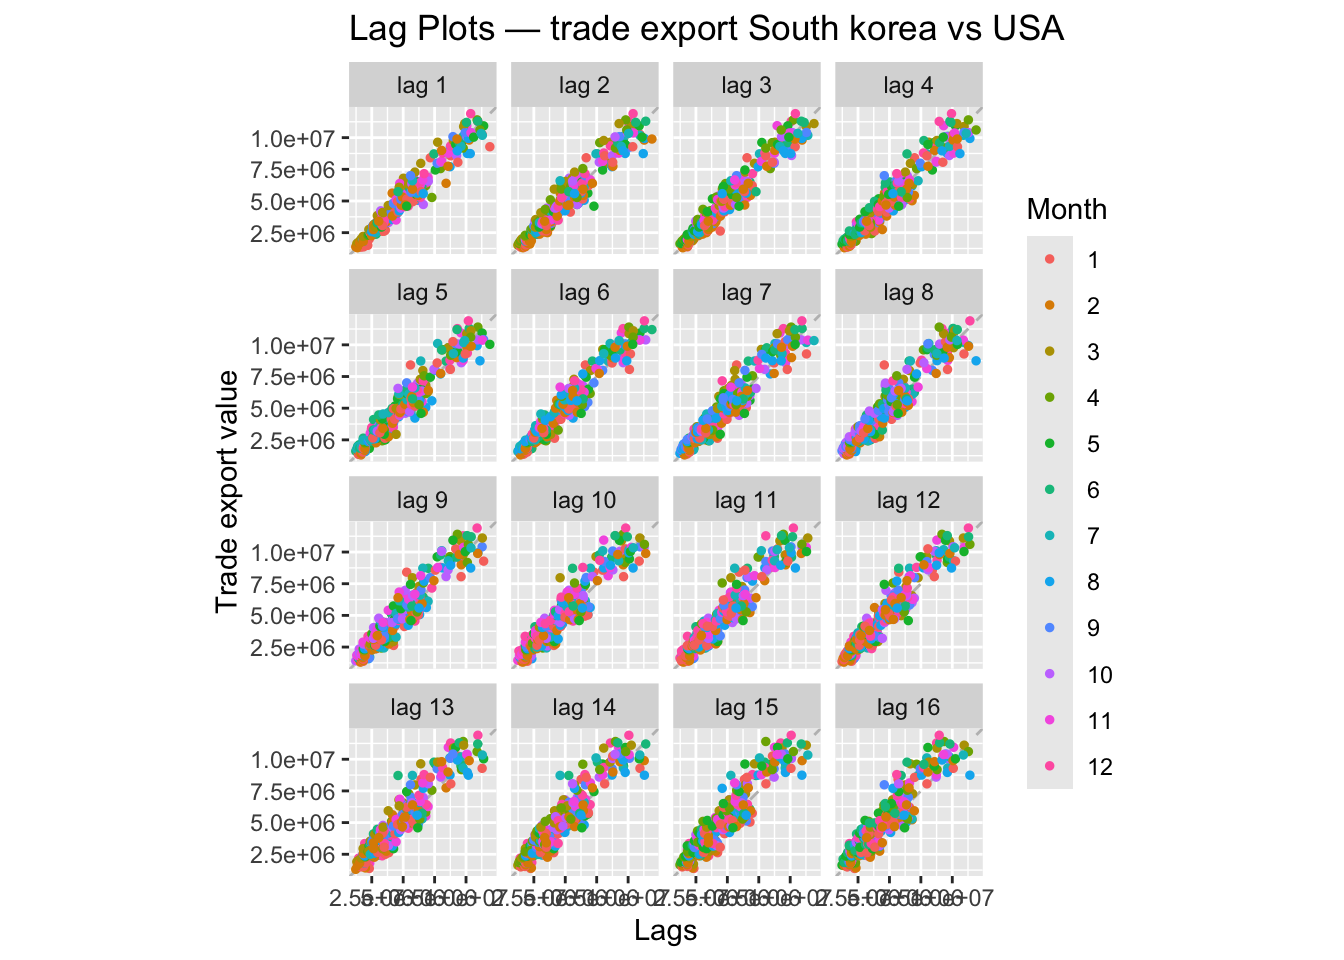 Lag Plots — trade export South korea vs USA
lag 1
lag 2
lag 3
lag 4
1.0e+07
7.5e+06
5.0e+06
2.5e+06
lag 5
lag 6
lag 7
lag 8
1.0e+07
7.5e+06
5.0e+06
2.5e+06
lag 9
lag 10
lag 11
lag 12
1.0e+07
7.5e+06
5.0e+06
2.5e+06
lag 13
lag 14
lag 15
lag 16
1.0e+07
7.5e+06
5.0e+06
2.5e+06
Trade export value
Lags
Month
1
2
3
4
5
6
7
8
9
10
11
12